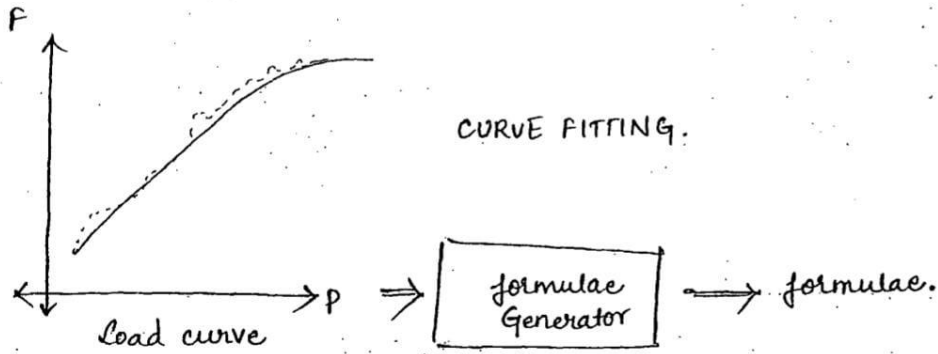 F
CURVE FITTING.
P
formulae
Generator
formulae.
Load curve